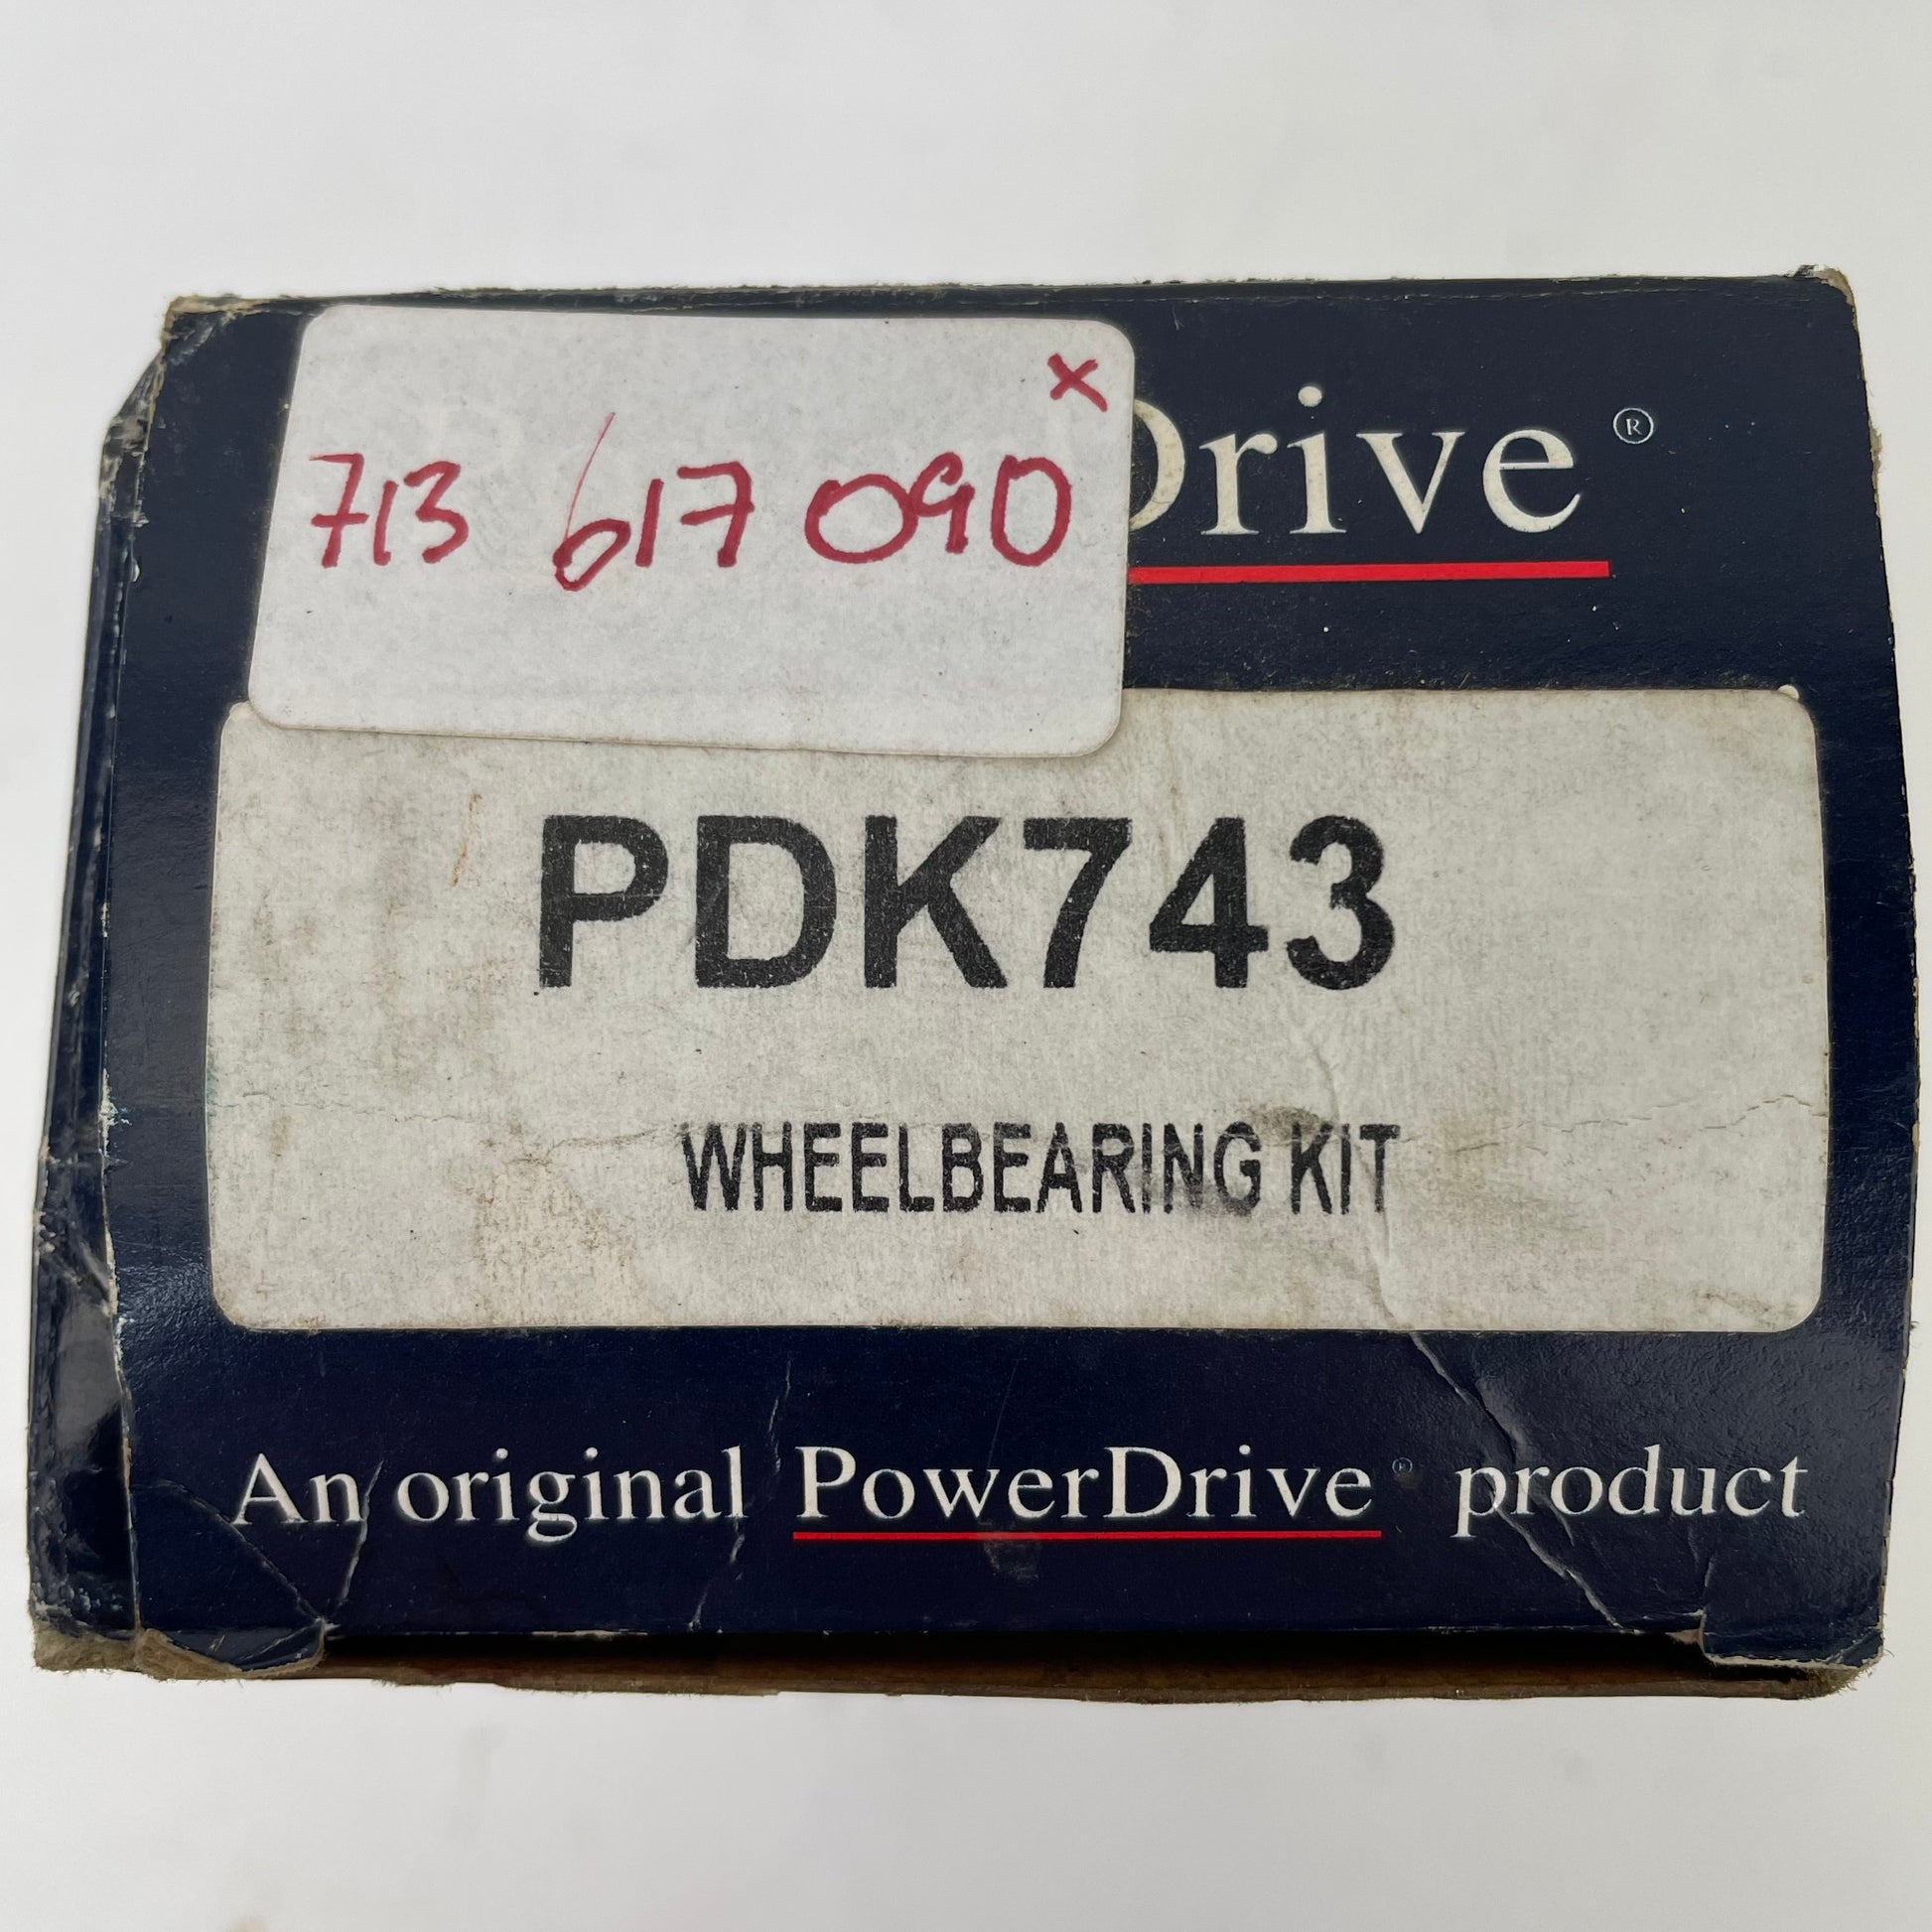 x
713 617 090
Drive®
PDK743
WHEELBEARING KIT
An original PowerDrive® product